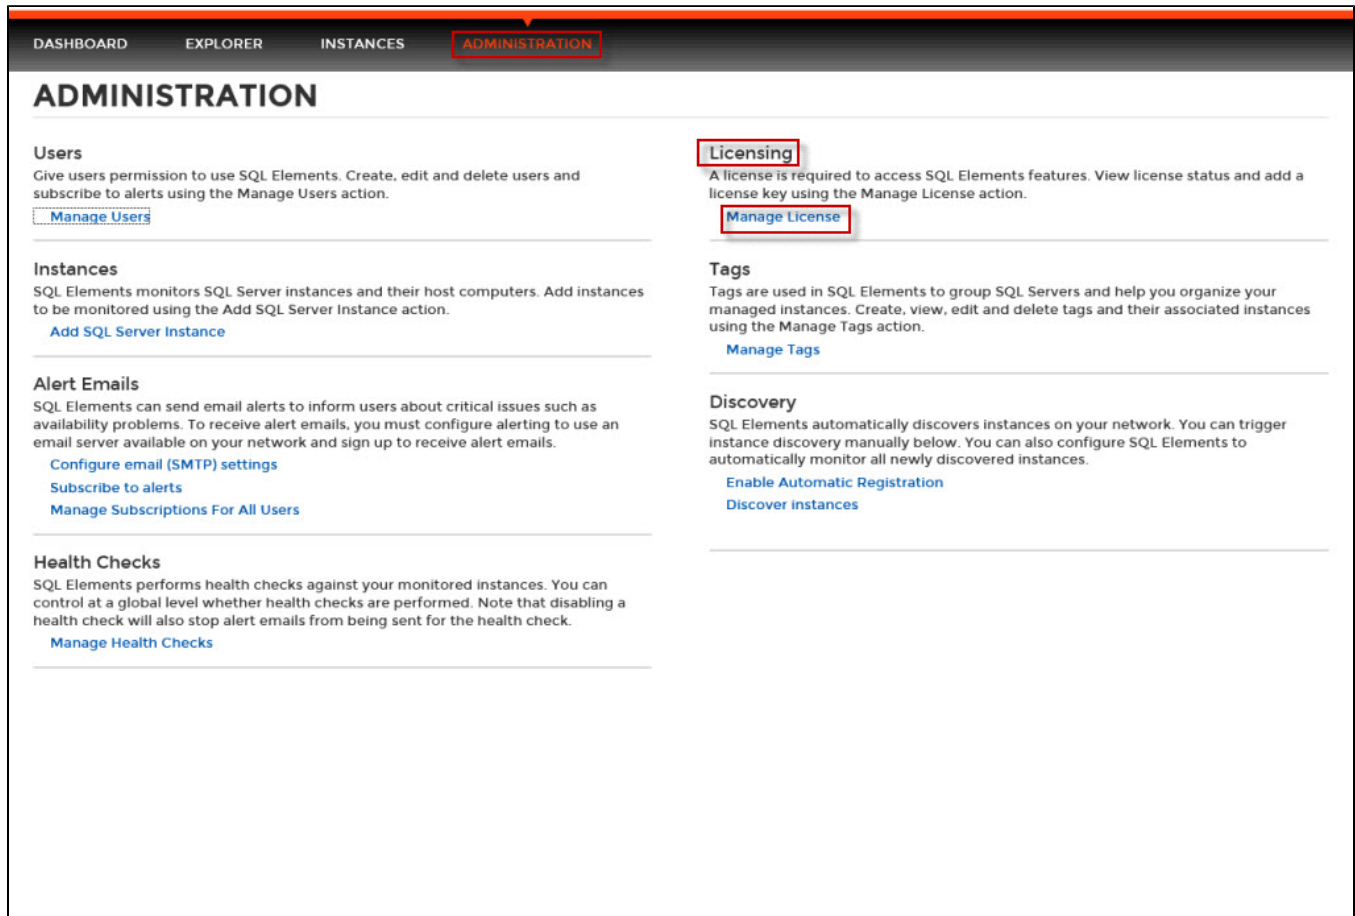 DASHBOARD EXPLORER INSTANCES ADMINISTRATION
ADMINISTRATION
Users
Give users permission to use SQL Elements. Create, edit and delete users and
subscribe to alerts using the Manage Users action.
Manage Users
Instances
SQL Elements monitors SQL Server instances and their host computers. Add instances
to be monitored using the Add SQL Server Instance action.
Add SQL Server Instance
Alert Emails
SQL Elements can send email alerts to inform users about critical issues such as
availability problems. To receive alert emails, you must configure alerting to use an
email server available on your network and sign up to receive alert emails.
Configure email (SMTP) settings
Subscribe to alerts
Manage Subscriptions For All Users
Health Checks
SQL Elements performs health checks against your monitored instances. You can
control at a global level whether health checks are performed. Note that disabling a
health check will also stop alert emails from being sent for the health check.
Manage Health Checks
Licensing
A license is required to access SQL Elements features. View license status and add a
license key using the Manage License action.
Manage License
Tags
Tags are used in SQL Elements to group SQL Servers and help you organize your
managed instances. Create, view, edit and delete tags and their associated instances
using the Manage Tags action.
Manage Tags
Discovery
SQL Elements automatically discovers instances on your network. You can trigger
instance discovery manually below. You can also configure SQL Elements to
automatically monitor all newly discovered instances.
Enable Automatic Registration
Discover instances